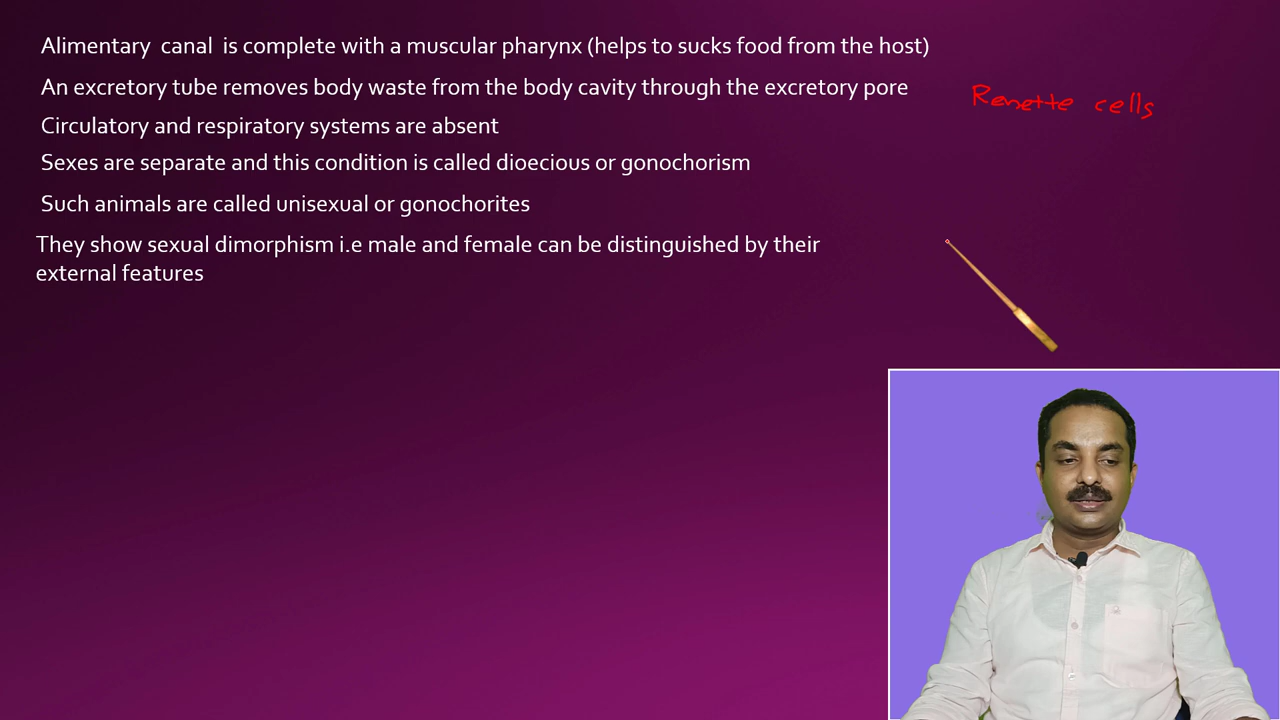 Alimentary canal is complete with a muscular pharynx (helps to sucks food from the host)
An excretory tube removes body waste from the body cavity through the excretory pore
Renette cells
Circulatory and respiratory systems are absent
Sexes are separate and this condition is called dioecious or gonochorism
Such animals are called unisexual or gonochorites
They show sexual dimorphism i.e male and female can be distinguished by their
external features